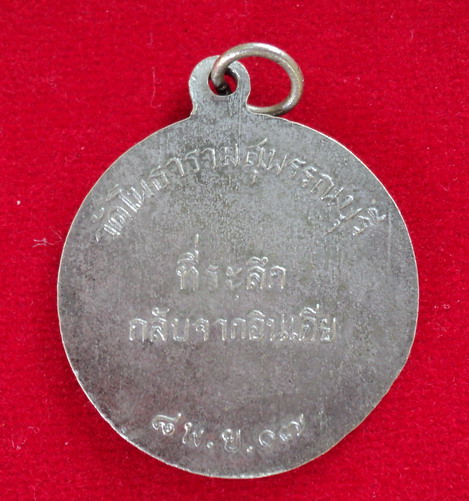 วัดโพธาราม สุพรรณบุรี
ที่ระลึก
กลับจากอินเดีย
๘ พ.ย. ๑๗